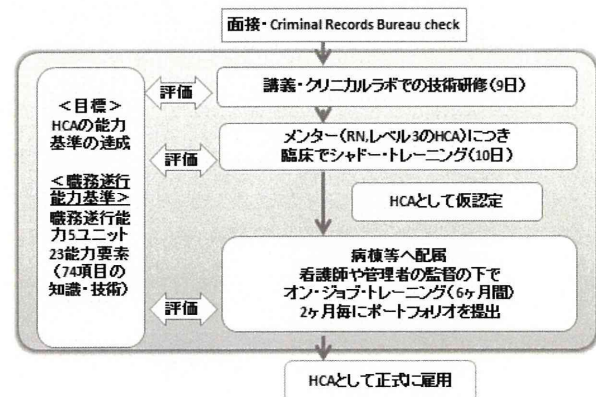 面接・Criminal Records Bureau check
講義・クリニカルラボでの技術研修(9日)
評価
<目標>
HCAの能力
基準の達成
<職務遂行
能力基準>
職務遂行能
力5ユニット
23能力要素
(74項目の
知識・技術)
メンター(RN,レベル3のHCA)につき
臨床でシャドー・トレーニング(10日)
評価
HCAとして仮認定
病棟等へ配属
看護師や管理者の監督の下で
オン・ジョブ・トレーニング(6ヶ月間)
2ヶ月毎にポートフォリオを提出
評価
HCAとして正式に雇用